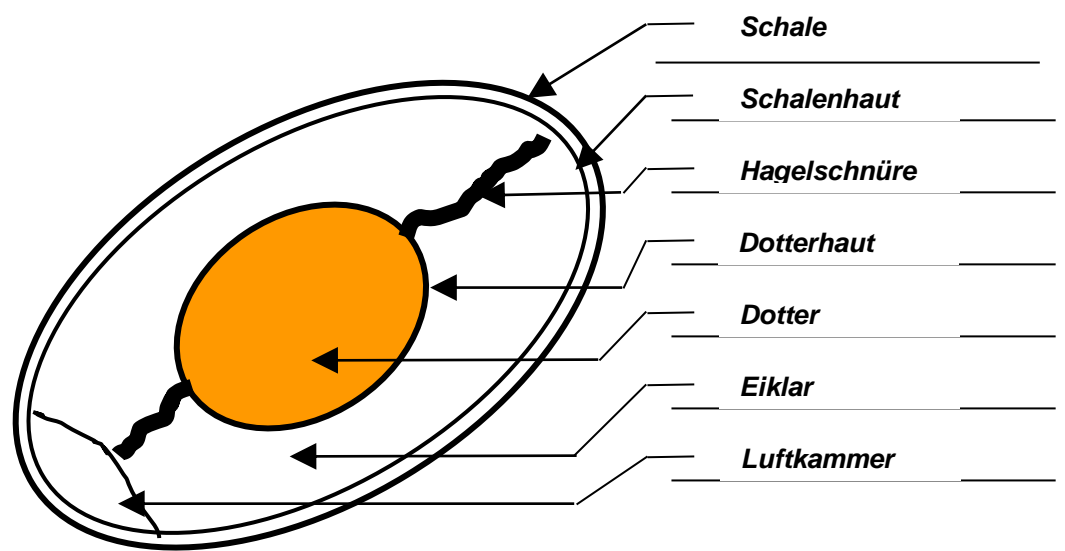 Schale
Schalenhaut
Hagelschnüre
Dotterhaut
Dotter
Eiklar
Luftkammer